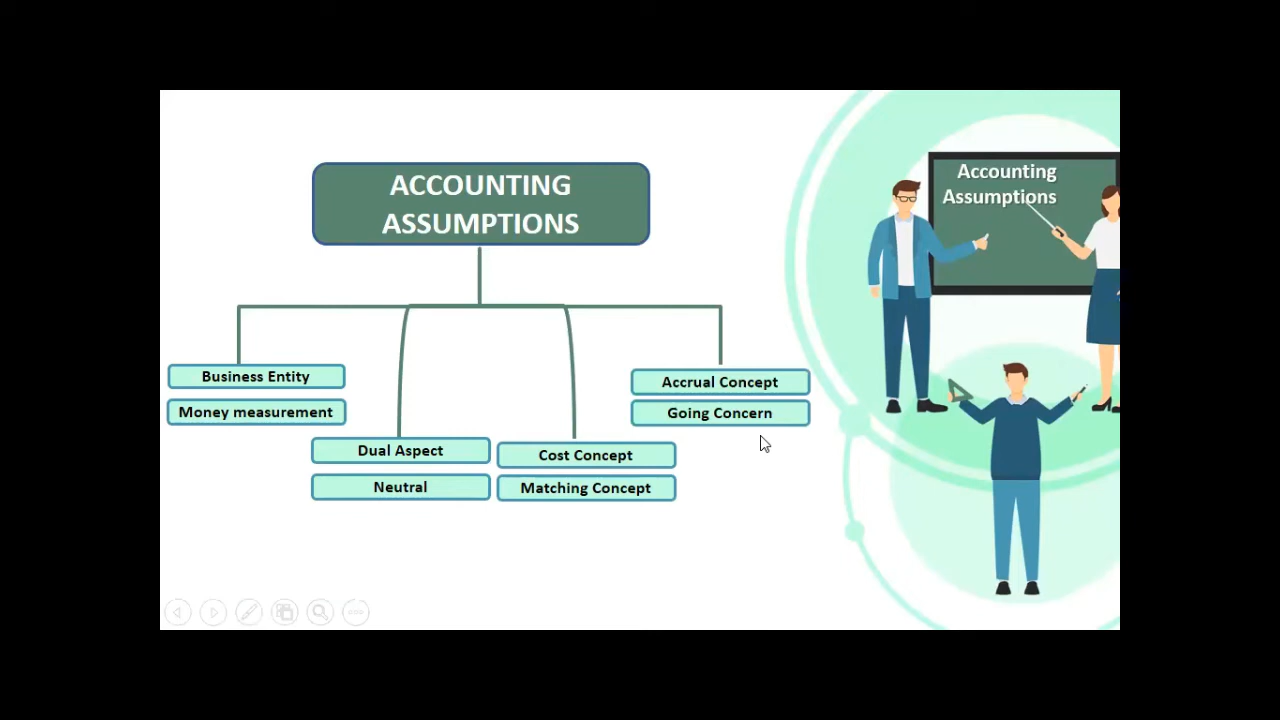 ACCOUNTING
ASSUMPTIONS
Accounting
Assumptions
Business Entity
Money measurement
Dual Aspect
Neutral
Cost Concept
Matching Concept
Accrual Concept
Going Concern